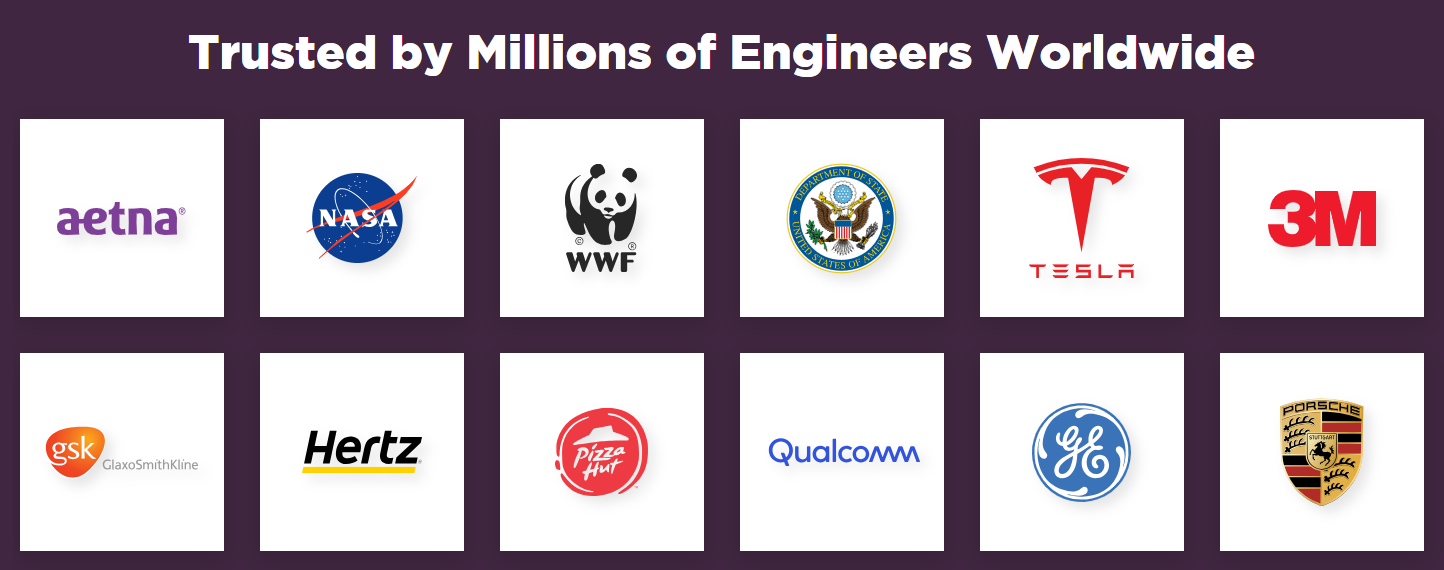 Trusted by Millions of Engineers Worldwide
aetna®
NASA
© ®
WWF
DEPARTMENT OF STATE
UNITED STATES OF AMERICA
TESLA
3M
gsk
GlaxoSmithKline
Hertz
Pizza
Hut
Qualcomm
GE
PORSCHE
STUTTGART